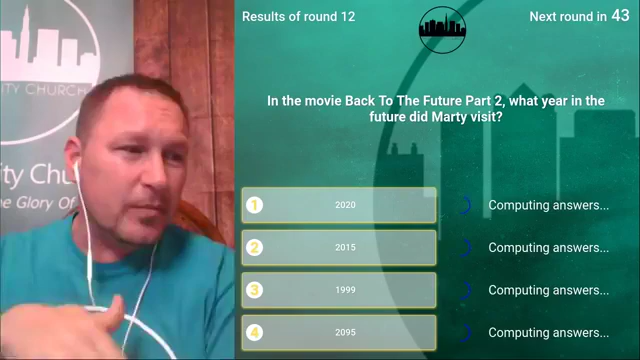 Results of round 12
Next round in 43
In the movie Back To The Future Part 2, what year in the
future did Marty visit?
1 2020 Computing answers...
2 2015 Computing answers...
3 1999 Computing answers...
4 2095 Computing answers...
CITY CHURCH
ity Chu
e Glory Of